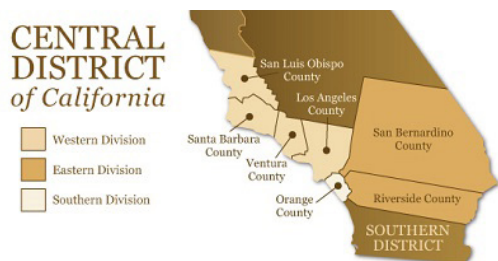 CENTRAL
DISTRICT
of California
Western Division
Eastern Division
Southern Division
San Luis Obispo
County
Los Angeles
County
Santa Barbara
County
Ventura
County
San Bernardino
County
Orange
County
Riverside County
SOUTHERN
DISTRICT